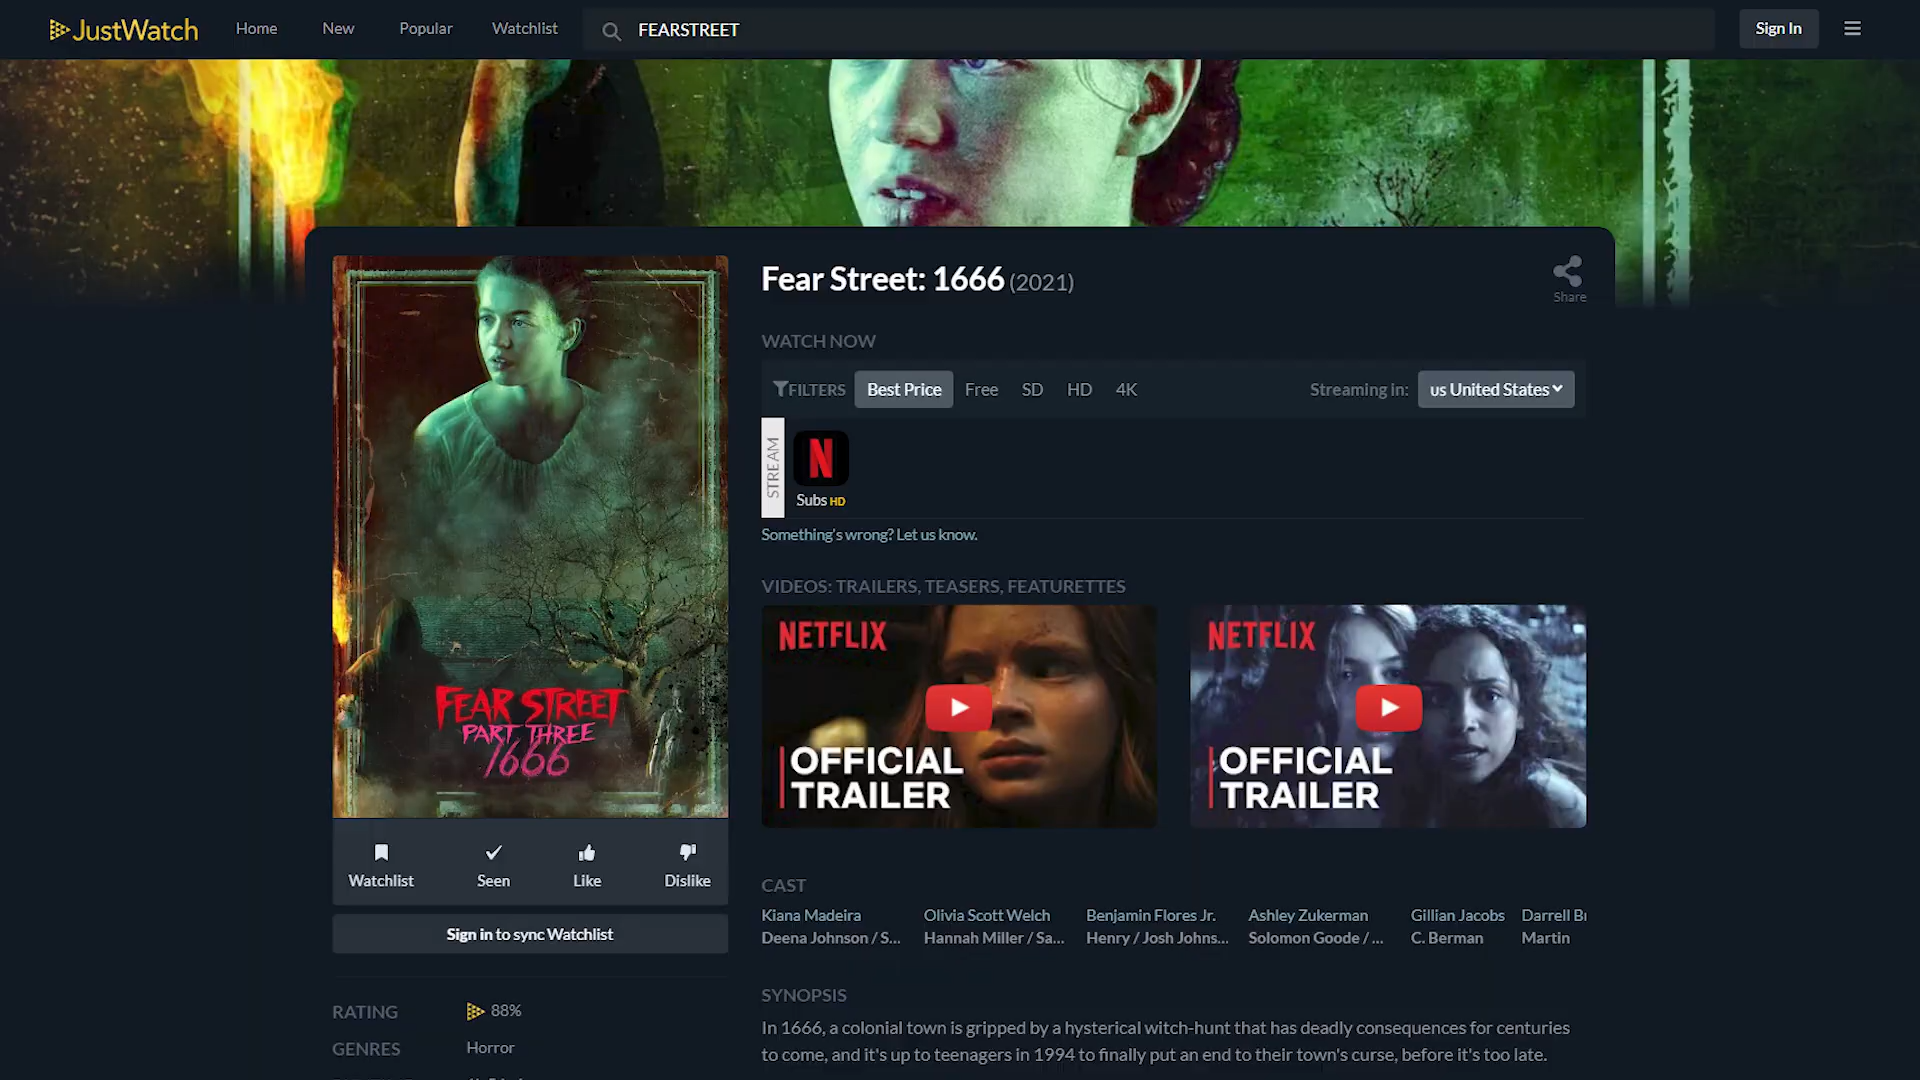 JustWatch
Home
New
Popular
Watchlist
FEARSTREET
Sign In
Fear Street: 1666 (2021)
Share
WATCH NOW
FILTERS
Best Price
Free
SD
HD
4K
Streaming in:
us United States
STREAM
N
Subs HD
Something's wrong? Let us know.
VIDEOS: TRAILERS, TEASERS, FEATURETTES
NETFLIX
OFFICIAL
TRAILER
NETFLIX
OFFICIAL
TRAILER
FEAR STREET
PART THREE
1666
Watchlist
Seen
Like
Dislike
Sign in to sync Watchlist
RATING
88%
GENRES
Horror
CAST
Kiana Madeira
Deena Johnson / S...
Olivia Scott Welch
Hannah Miller / Sa...
Benjamin Flores Jr.
Henry / Josh Johns...
Ashley Zukerman
Solomon Goode / ...
Gillian Jacobs
C. Berman
Darrell
Martin
SYNOPSIS
In 1666, a colonial town is gripped by a hysterical witch-hunt that has deadly consequences for centuries
to come, and it's up to teenagers in 1994 to finally put an end to their town's curse, before it's too late.